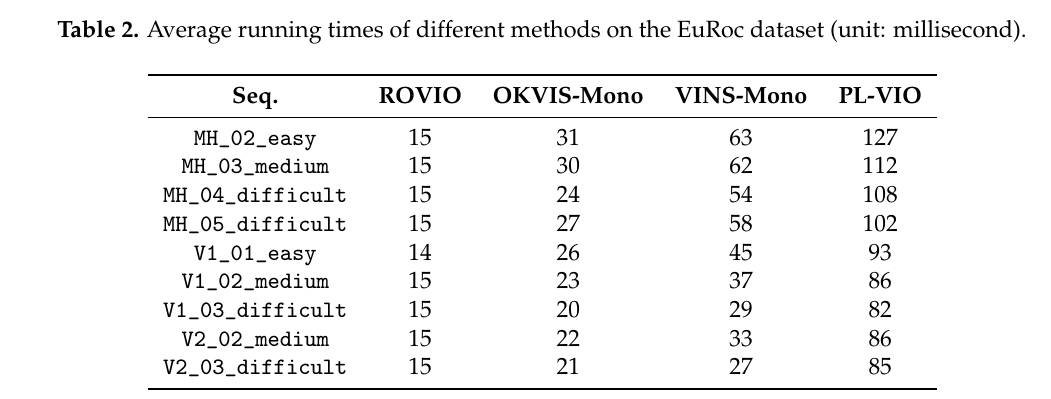 Table 2. Average running times of different methods on the EuRoc dataset (unit: millisecond).
Seq. ROVIO OKVIS-Mono VINS-Mono PL-VIO
MH_02_easy 15 31 63 127
MH_03_medium 15 30 62 112
MH_04_difficult 15 24 54 108
MH_05_difficult 15 27 58 102
V1_01_easy 14 26 45 93
V1_02_medium 15 23 37 86
V1_03_difficult 15 20 29 82
V2_02_medium 15 22 33 86
V2_03_difficult 15 21 27 85